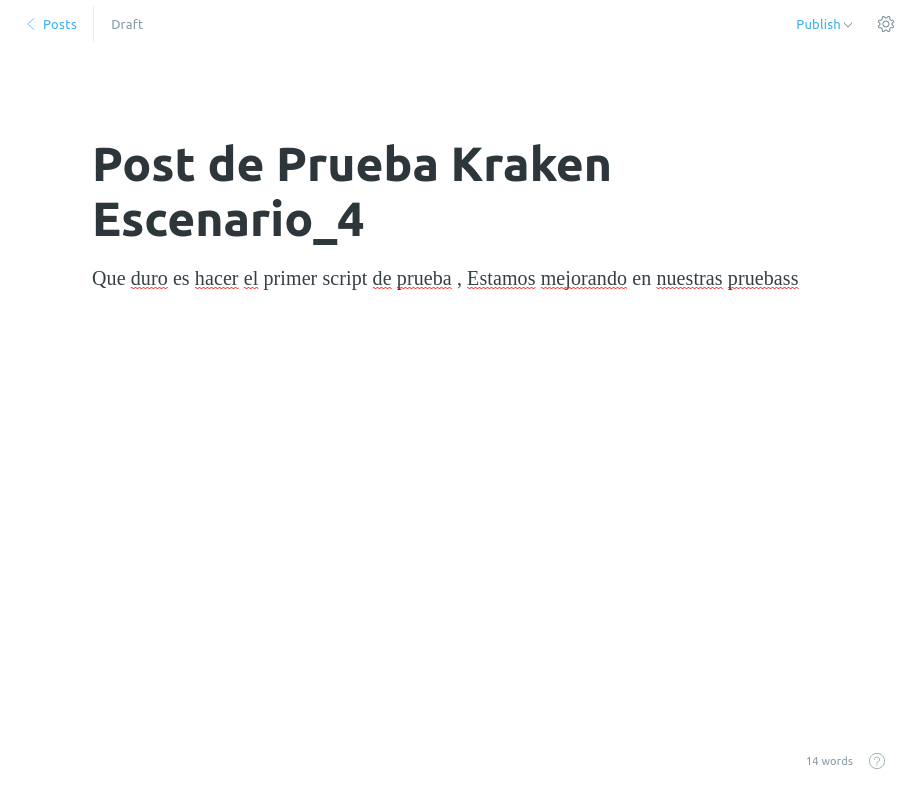 Posts
Draft
Publish
Post de Prueba Kraken
Escenario_4
Que duro es hacer el primer script de prueba , Estamos mejorando en nuestras pruebass
14 words